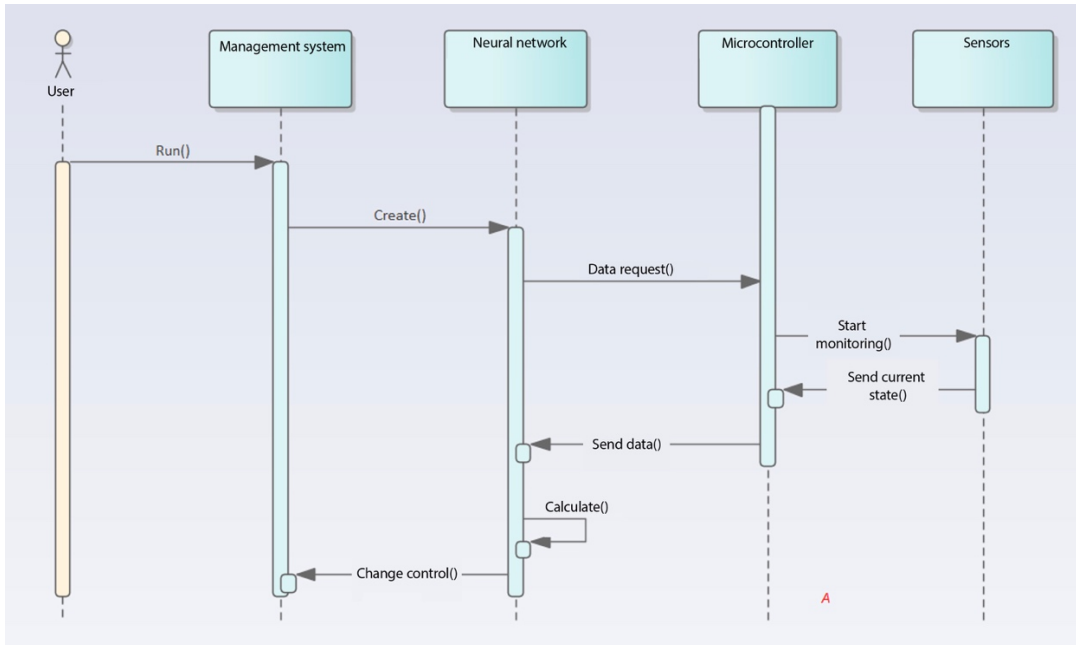 User
Management system
Neural network
Microcontroller
Sensors
Run()
Create()
Data request()
Start
monitoring()
Send current
state()
Send data()
Calculate()
Change control()
A